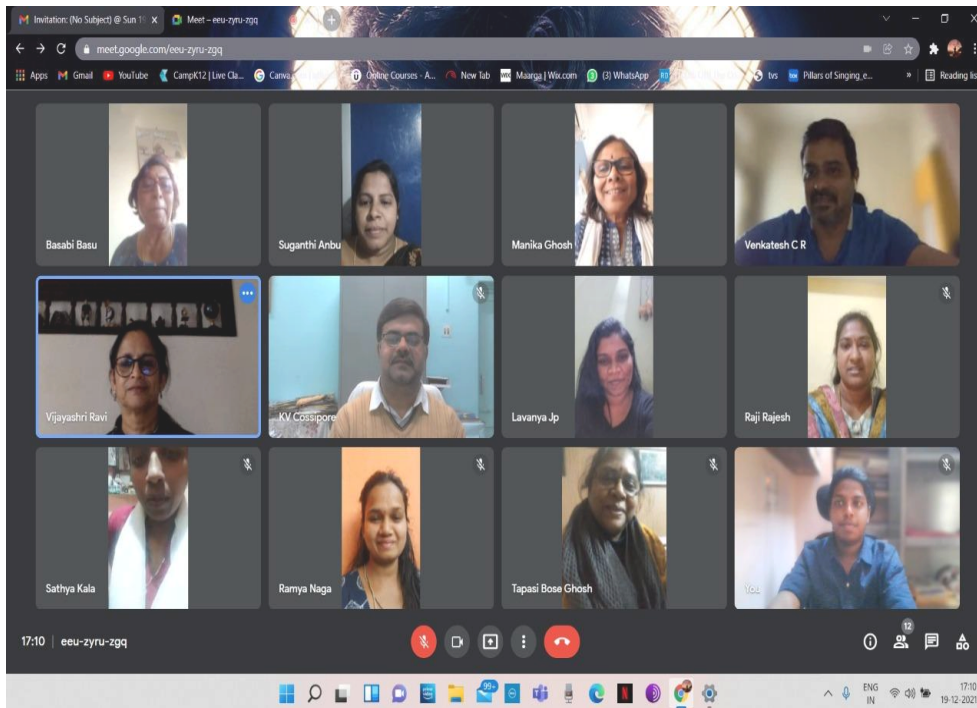 Invitation: (No Subject) @ Sun 19
Meet – eeu-zyru-zgq
meet.google.com/eeu-zyru-zgq
Apps
Gmail
YouTube
CampK12 | Live Cla...
Canva
Online Courses - A...
New Tab
Maarga | Wix.com
(3) WhatsApp
tvs
Pillars of Singing_e...
»
Reading list
Basabi Basu
Suganthi Anbu
Manika Ghosh
Venkatesh C R
Vijayashri Ravi
KV Cossipore
Lavanya Jp
Raji Rajesh
Sathya Kala
Ramya Naga
Tapasi Bose Ghosh
You
17:10 | eeu-zyru-zgq
12
99+
ENG
IN
17:10
19-12-2021